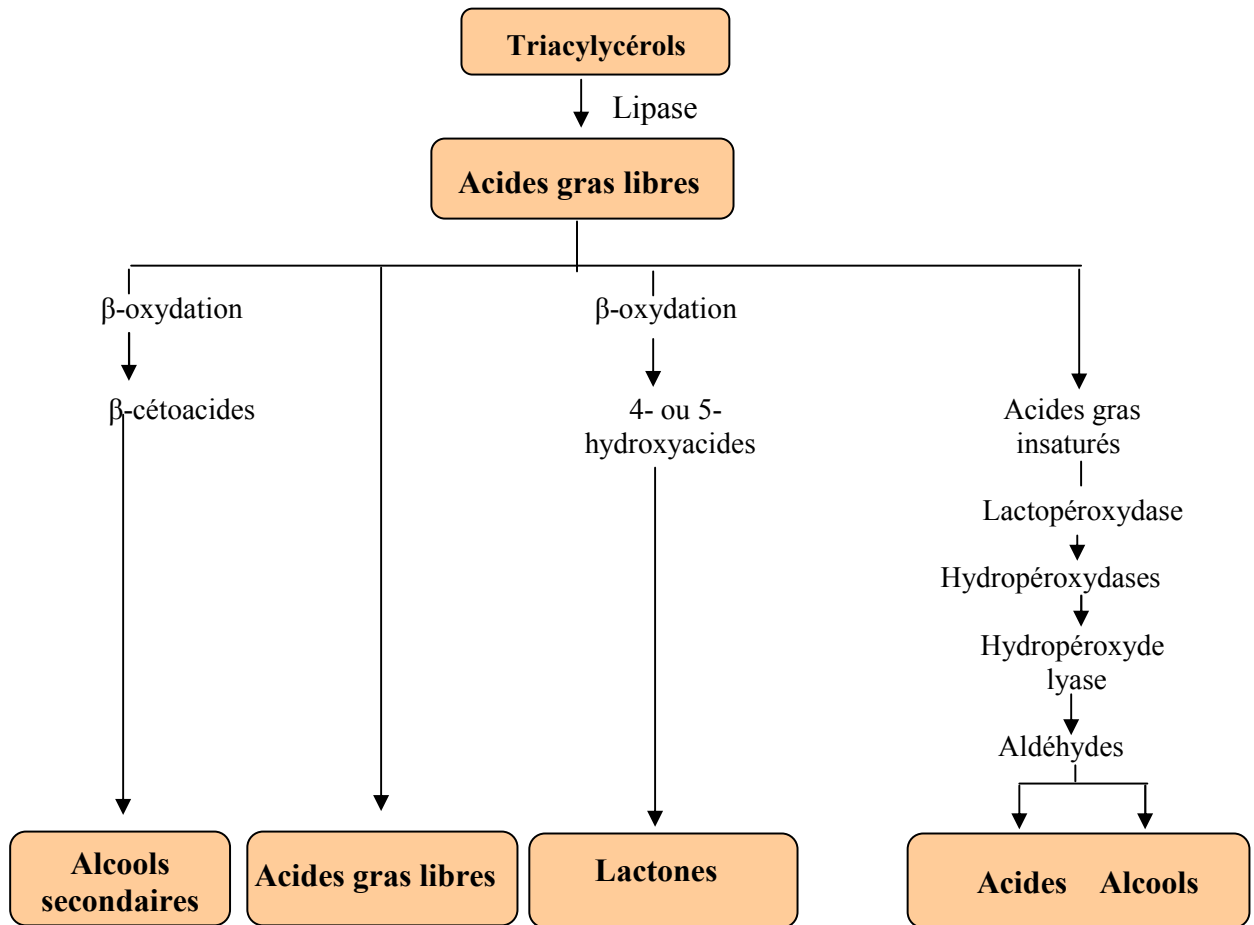 Triacylycérols
Lipase
Acides gras libres
β-oxydation
β-oxydation
β-cétoacides
4- ou 5-
hydroxyacides
Acides gras
insaturés
Lactopéroxydase
Hydropéroxydases
Hydropéroxyde
lyase
Aldéhydes
Alcools
secondaires
Acides gras libres
Lactones
Acides Alcools